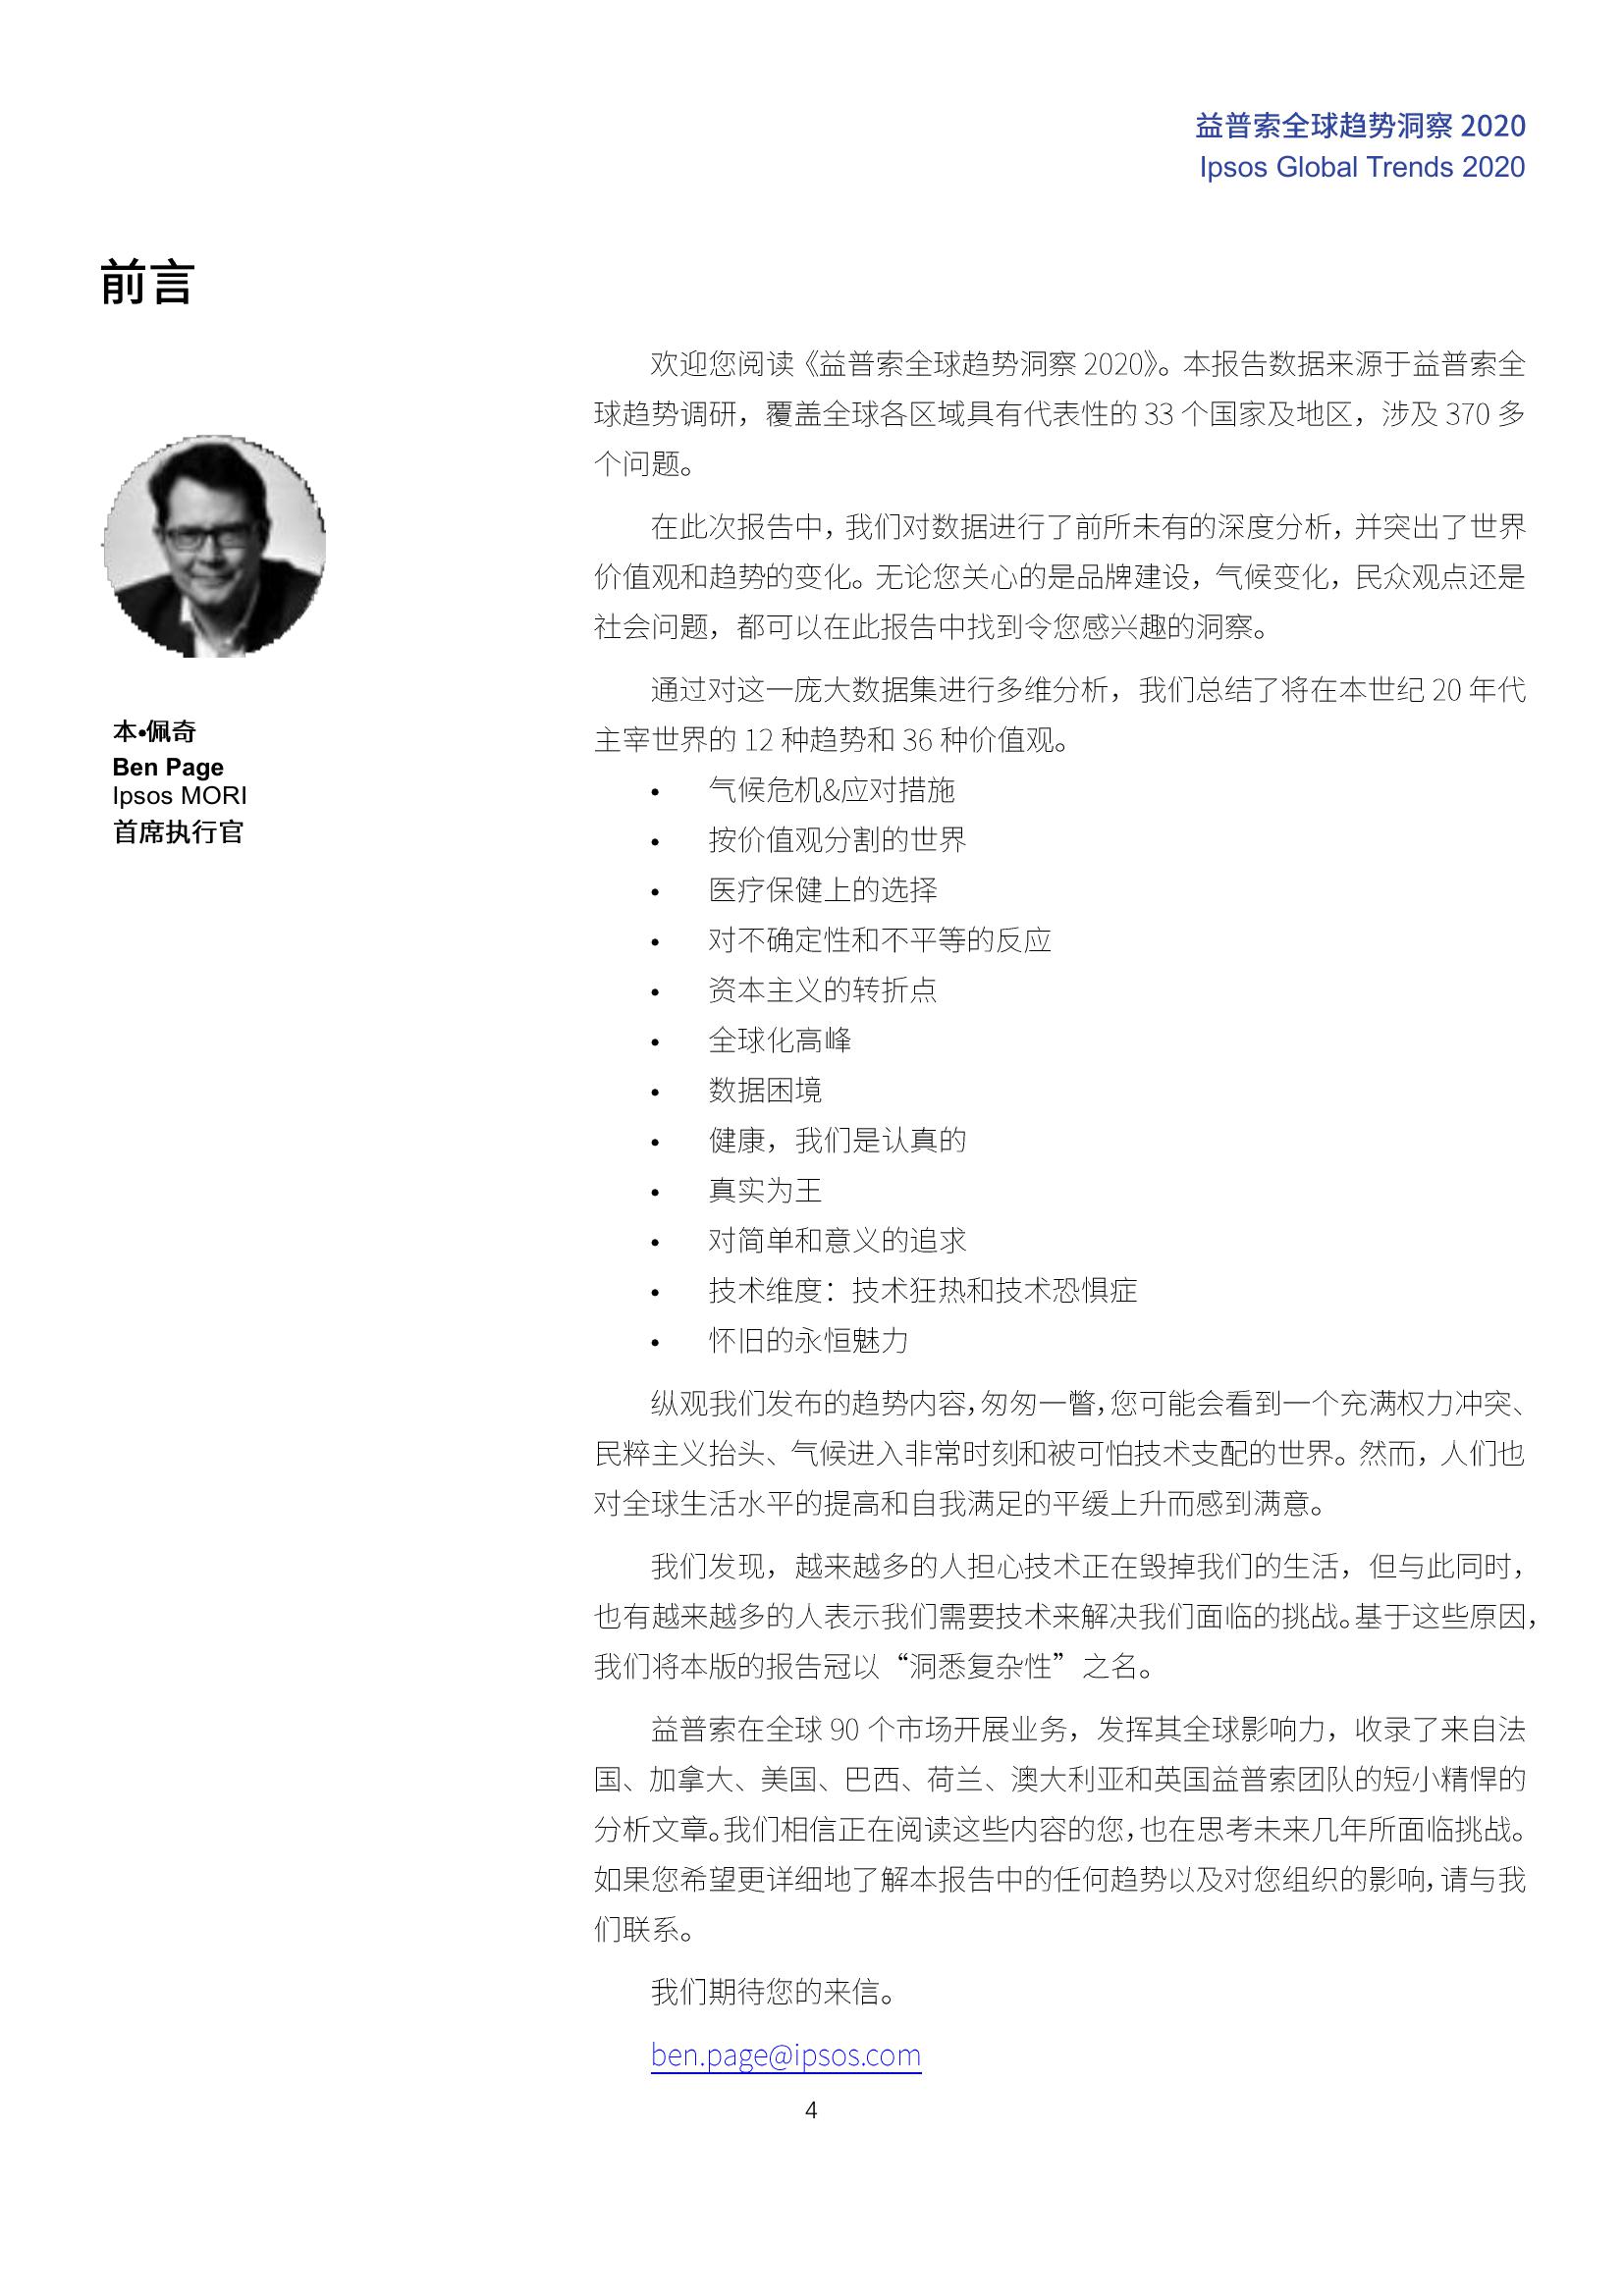 益普索全球趋势洞察 2020
Ipsos Global Trends 2020
前言
本•佩奇
Ben Page
Ipsos MORI
首席执行官
欢迎您阅读《益普索全球趋势洞察 2020》。本报告数据来源于益普索全
球趋势调研，覆盖全球各区域具有代表性的 33 个国家及地区，涉及 370 多
个问题。
在此次报告中，我们对数据进行了前所未有的深度分析，并突出了世界
价值观和趋势的变化。无论您关心的是品牌建设，气候变化，民众观点还是
社会问题，都可以在此报告中找到令您感兴趣的洞察。
通过对这一庞大数据集进行多维分析，我们总结了将在本世纪 20 年代
主宰世界的 12 种趋势和 36 种价值观。
• 气候危机&应对措施
• 按价值观分割的世界
• 医疗保健上的选择
• 对不确定性和不平等的反应
• 资本主义的转折点
• 全球化高峰
• 数据困境
• 健康，我们是认真的
• 真实为王
• 对简单和意义的追求
• 技术维度：技术狂热和技术恐惧症
• 怀旧的永恒魅力
纵观我们发布的趋势内容，匆匆一瞥，您可能会看到一个充满权力冲突、
民粹主义抬头、气候进入非常时刻和被可怕技术支配的世界。然而，人们也
对全球生活水平的提高和自我满足的平缓上升而感到满意。
我们发现，越来越多的人担心技术正在毁掉我们的生活，但与此同时，
也有越来越多的人表示我们需要技术来解决我们面临的挑战。基于这些原因，
我们将本版的报告冠以“洞悉复杂性”之名。
益普索在全球 90 个市场开展业务，发挥其全球影响力，收录了来自法
国、加拿大、美国、巴西、荷兰、澳大利亚和英国益普索团队的短小精悍的
分析文章。我们相信正在阅读这些内容的您，也在思考未来几年所面临挑战。
如果您希望更详细地了解本报告中的任何趋势以及对您组织的影响，请与我
们联系。
我们期待您的来信。
ben.page@ipsos.com
4